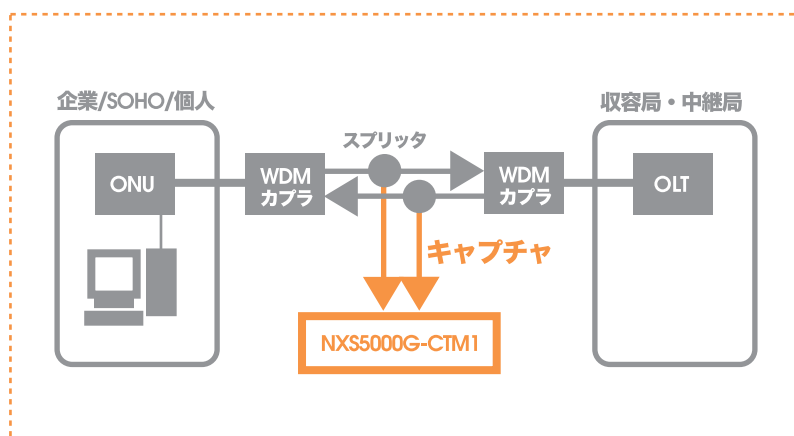 企業/SOHO/個人
収容局・中継局
スプリッタ
ONU
WDM
カプラ
WDM
カプラ
OLT
キャプチャ
NXS5000G-CTM1